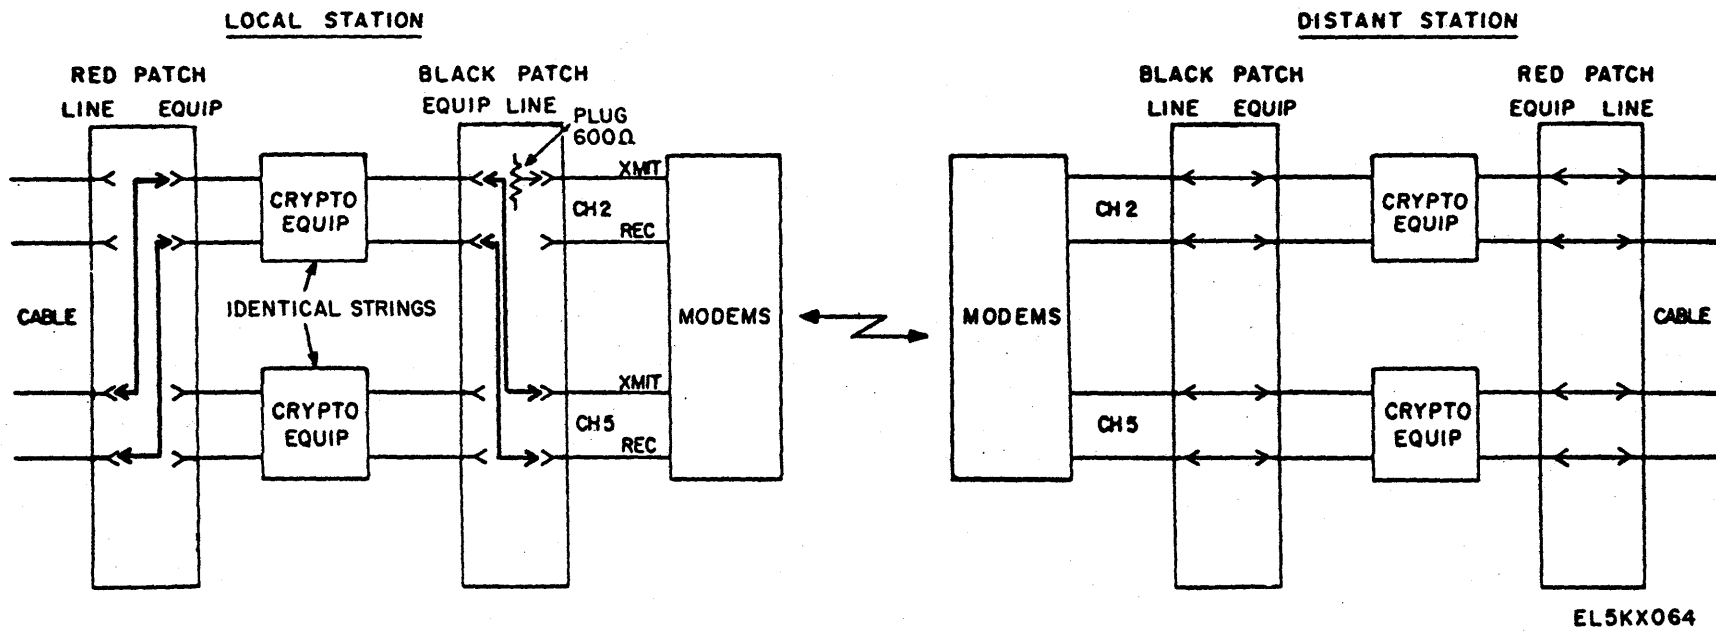 LOCAL STATION
DISTANT STATION
RED PATCH
LINE EQUIP
BLACK PATCH
EQUIP LINE
PLUG
600Ω
BLACK PATCH
LINE EQUIP
RED PATCH
EQUIP LINE
CRYPTO
EQUIP
XMIT
CH2
REC
CH2
CRYPTO
EQUIP
CABLE
IDENTICAL STRINGS
MODEMS
MODEMS
CABLE
CRYPTO
EQUIP
XMIT
CH5
REC
CH5
CRYPTO
EQUIP
EL5KX064